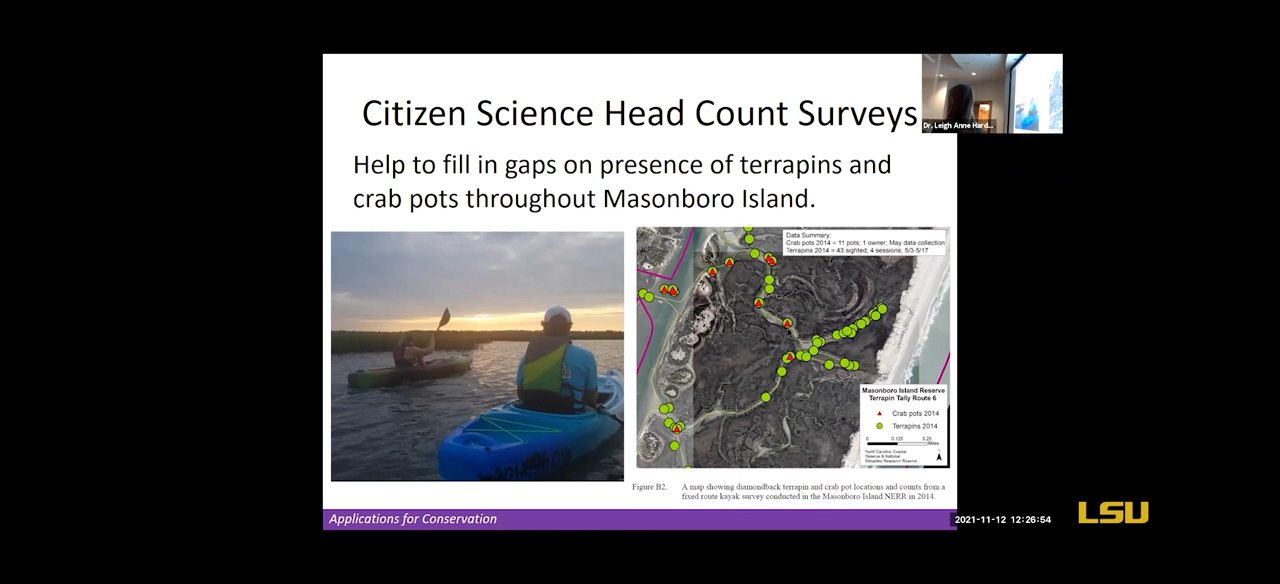 Citizen Science Head Count Surveys
Dr. Leigh Anne Hard...
Help to fill in gaps on presence of terrapins and
crab pots throughout Masonboro Island.
Data Summary:
Crab pots 2014 = 11 pots; 1 owner; May data collection
Terrapins 2014 = 43 sighted; 4 sessions; 5/3-5/17
Masonboro Island Reserve
Terrapin Tally Route 6
Crab pots 2014
Terrapins 2014
0 0.125 0.25
Miles
North Carolina Coastal
Reserve & National
Estuarine Research Reserve
Figure B2. A map showing diamondback terrapin and crab pot locations and counts from a
fixed route kayak survey conducted in the Masonboro Island NERR in 2014.
Applications for Conservation
2021-11-12 12:26:54
LSU